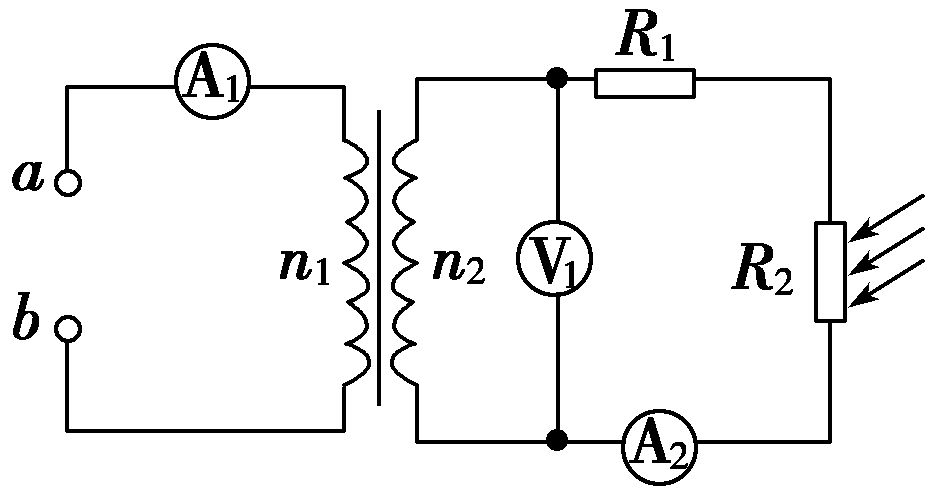 R₁
A₁
a
n₁
n₂
V₁
R₂
b
A₂